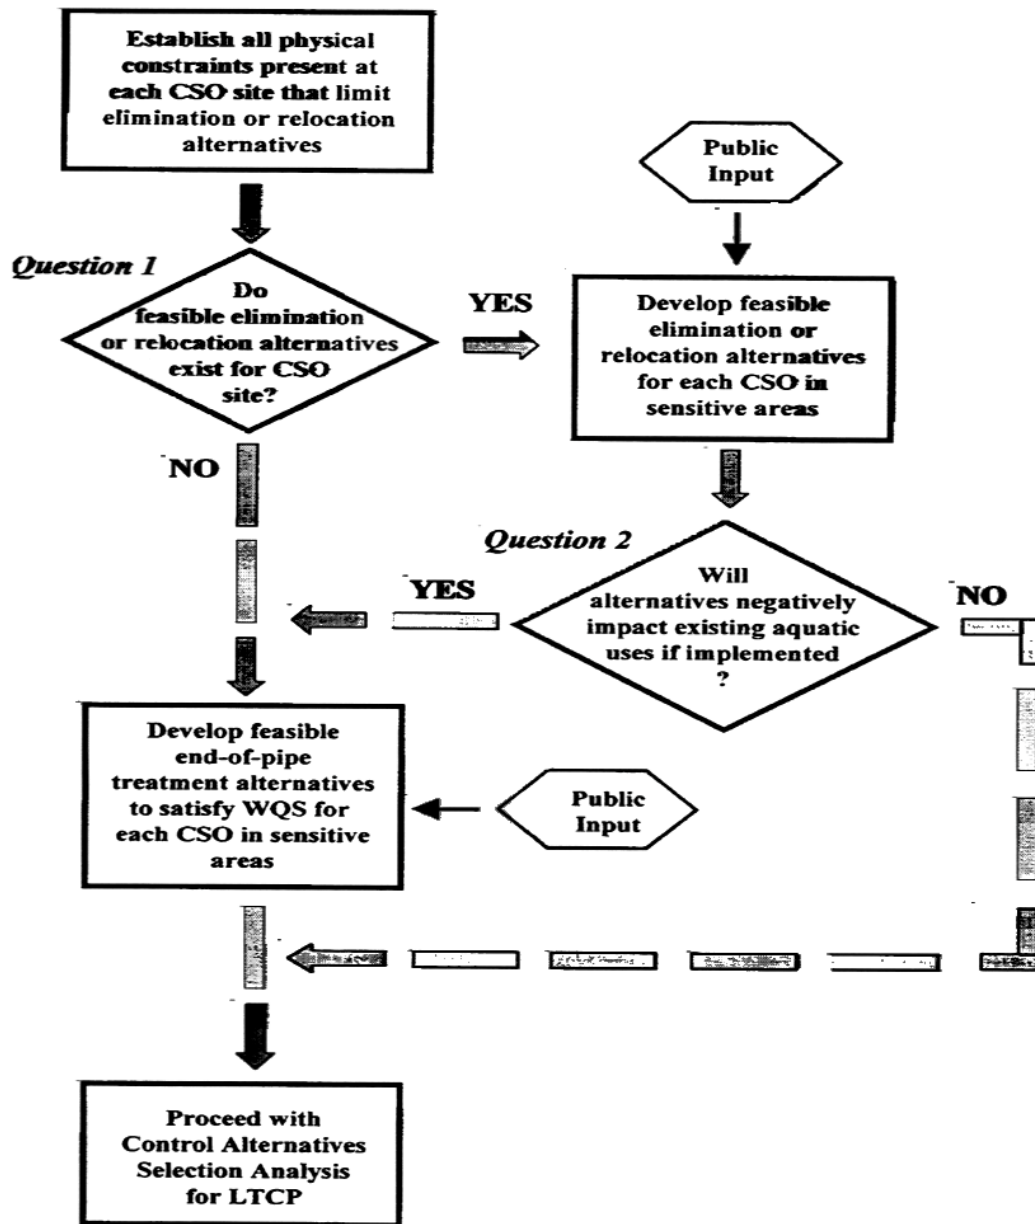 Establish all physical
constraints present at
each CSO site that limit
elimination or relocation
alternatives
Public
Input
Question 1
Do
feasible elimination
or relocation alternatives
exist for CSO
site?
YES
Develop feasible
elimination or
relocation alternatives
for each CSO in
sensitive areas
NO
Question 2
Will
alternatives negatively
impact existing aquatic
uses if implemented
?
YES
NO
Develop feasible
end-of-pipe
treatment alternatives
to satisfy WQS for
each CSO in sensitive
areas
Public
Input
Proceed with
Control Alternatives
Selection Analysis
for LTCP